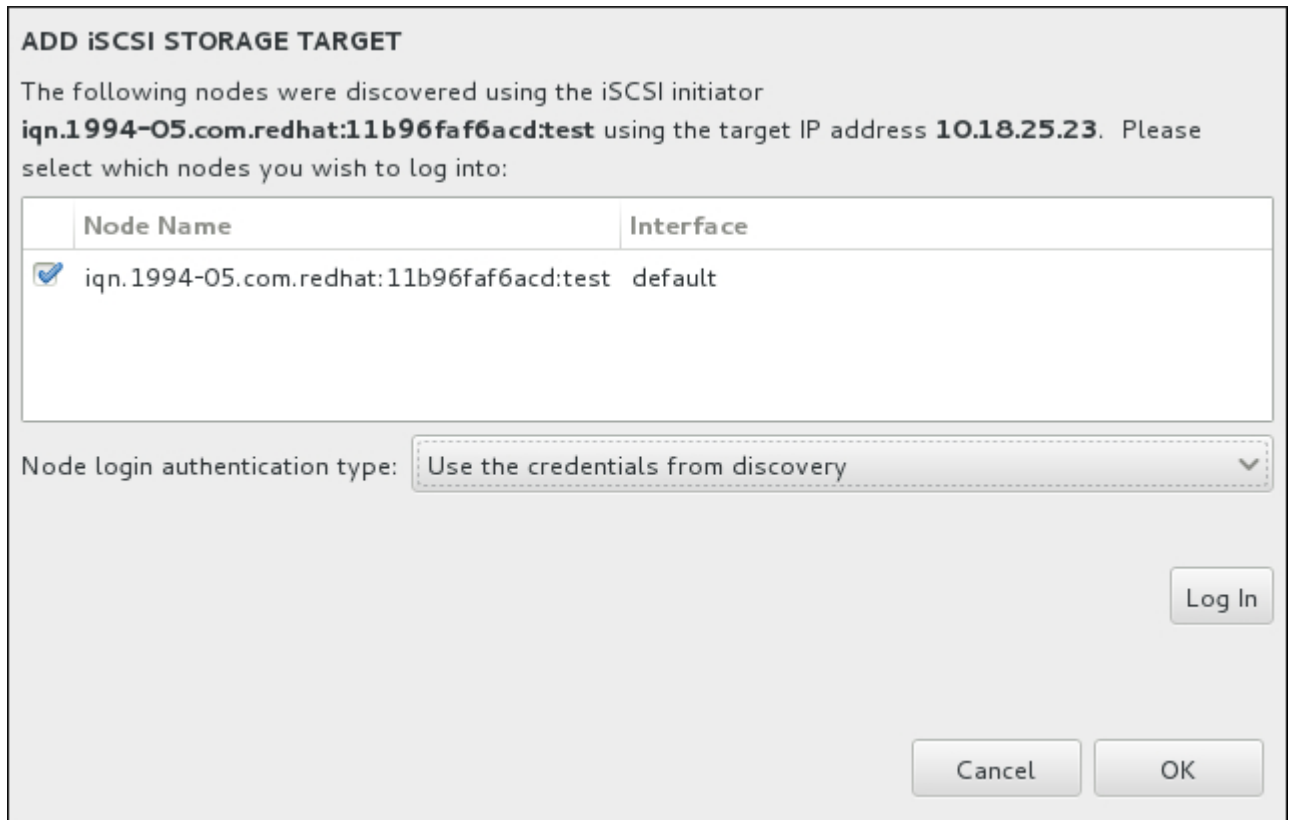 ADD iSCSI STORAGE TARGET
The following nodes were discovered using the iSCSI initiator
iqn.1994-05.com.redhat:11b96faf6acd:test using the target IP address 10.18.25.23. Please
select which nodes you wish to log into:
Node Name Interface
iqn.1994-05.com.redhat:11b96faf6acd:test default
Node login authentication type: Use the credentials from discovery
Log In
Cancel OK